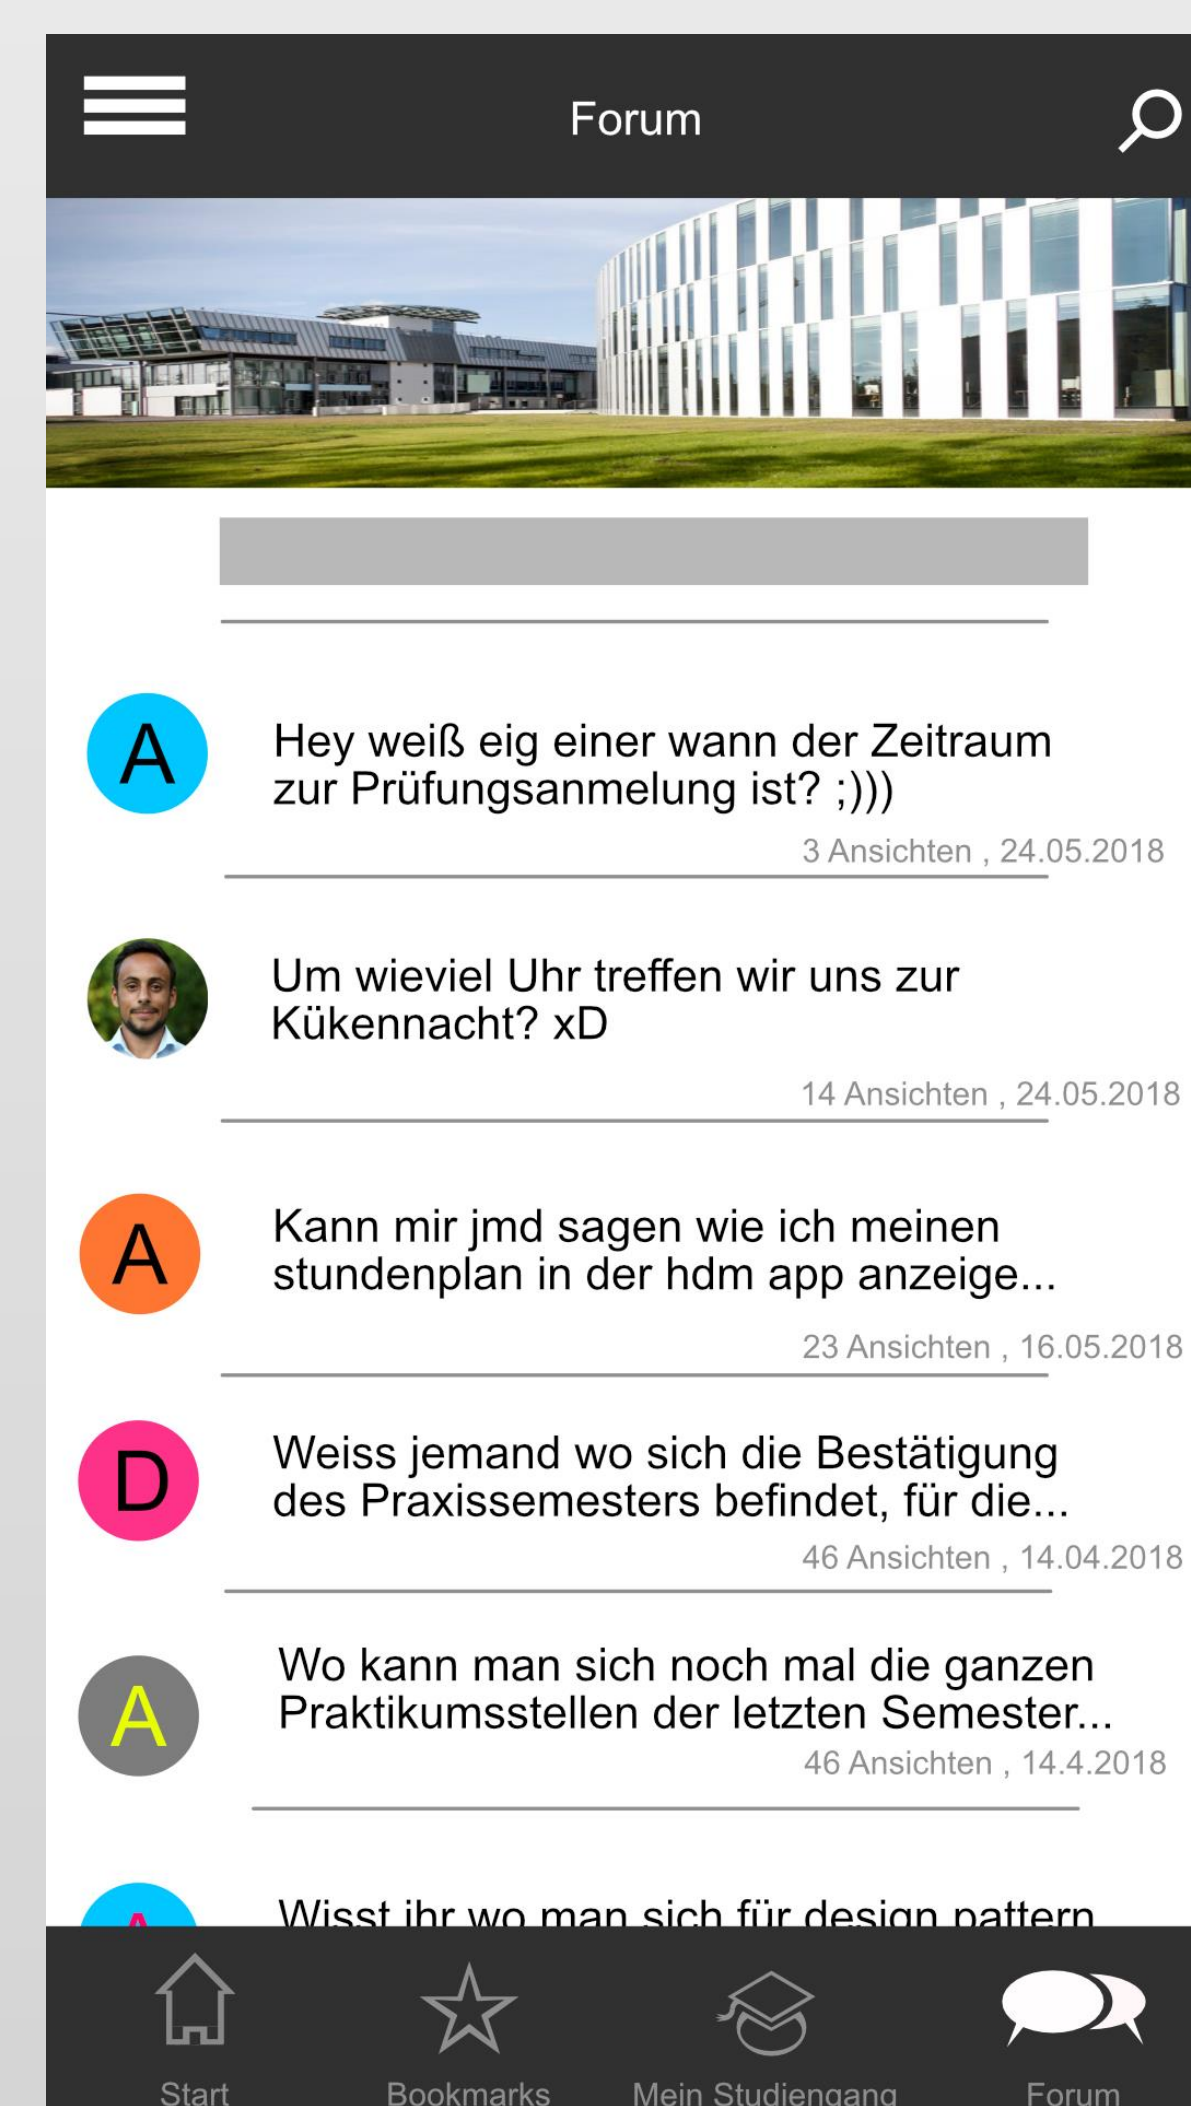 Forum
A
Hey weiß eig einer wann der Zeitraum
zur Prüfungsanmelung ist? ;)))
3 Ansichten , 24.05.2018
Um wieviel Uhr treffen wir uns zur
Kükennacht? xD
14 Ansichten , 24.05.2018
A
Kann mir jmd sagen wie ich meinen
stundenplan in der hdm app anzeige...
23 Ansichten , 16.05.2018
D
Weiss jemand wo sich die Bestätigung
des Praxissemesters befindet, für die...
46 Ansichten , 14.04.2018
A
Wo kann man sich noch mal die ganzen
Praktikumsstellen der letzten Semester...
46 Ansichten , 14.4.2018
A
Wisst ihr wo man sich für design pattern
Start Bookmarks Mein Studiengang Forum